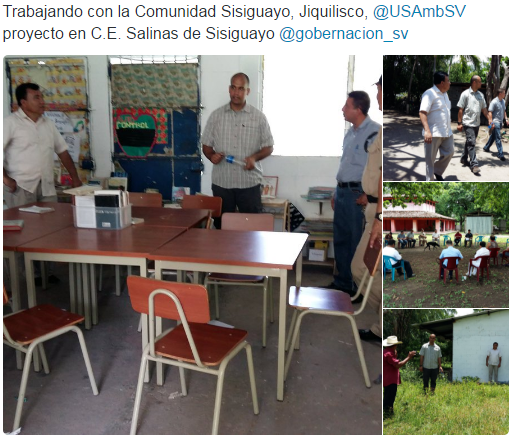 Trabajando con la Comunidad Sisiguayo, Jiquilisco, @USAmbSV
proyecto en C.E. Salinas de Sisiguayo @gobernacion_sv
CONTROL